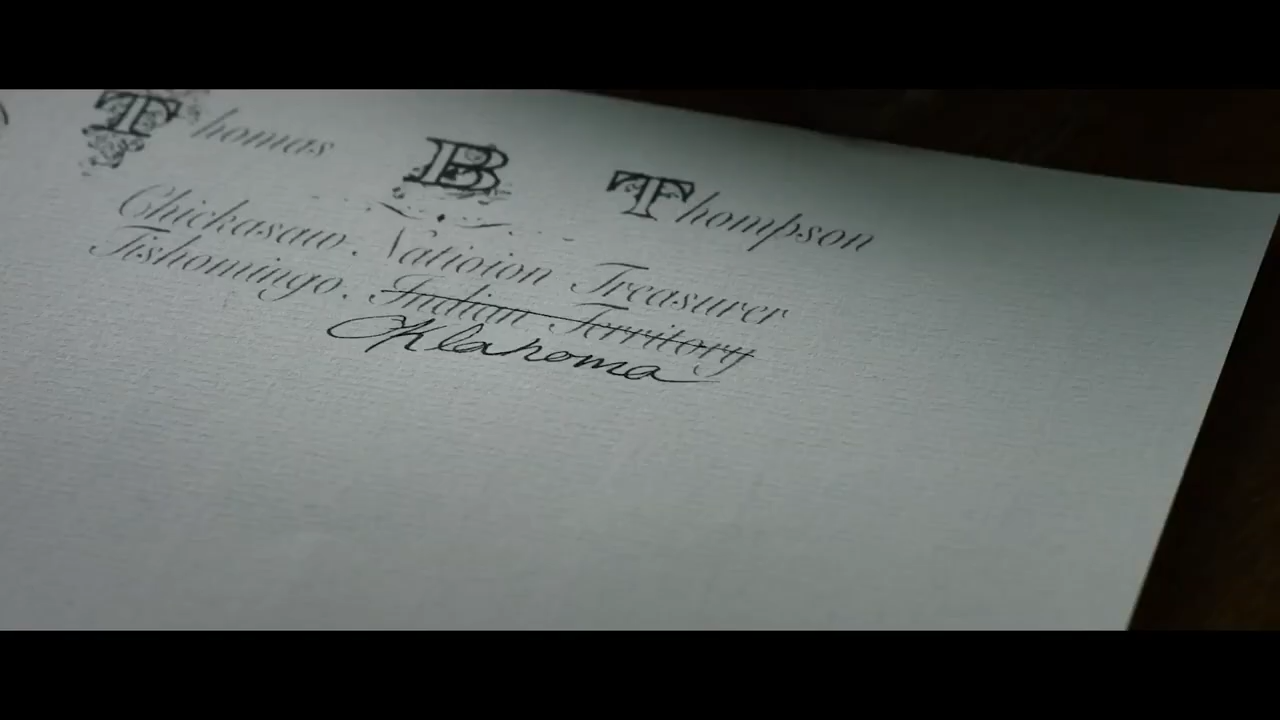 Thomas B Thompson
Chickasaw Natioion Treasurer
Tishomingo. Indian Territory
Oklahoma